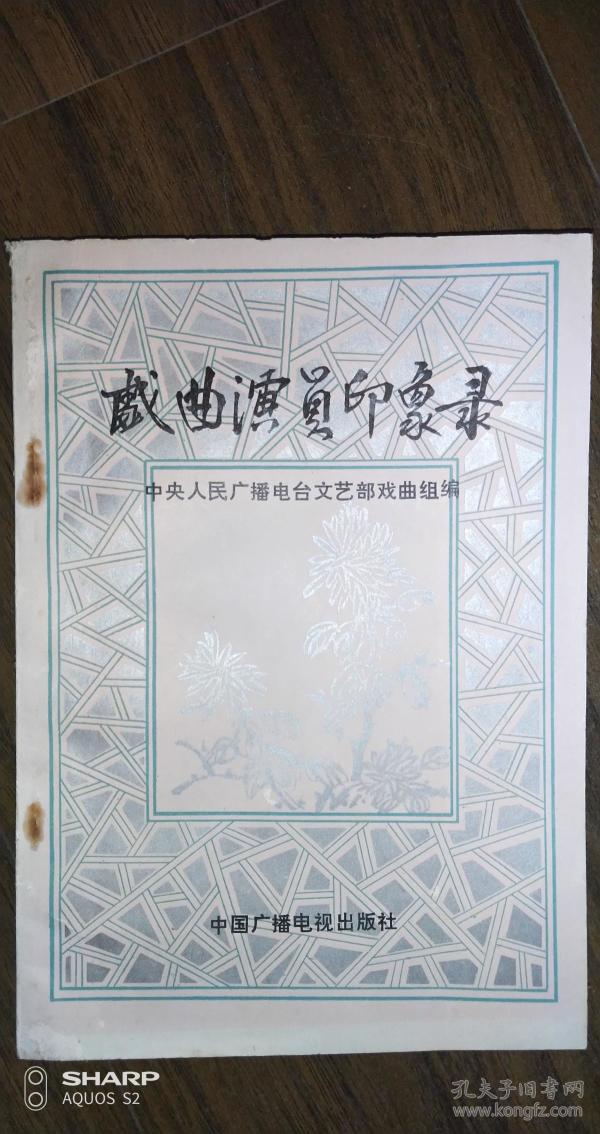 戲曲演員印象录
中央人民广播电台文艺部戏曲组编
中国广播电视出版社
SHARP
AQUOS S2
孔夫子旧书网
www.kongfz.com